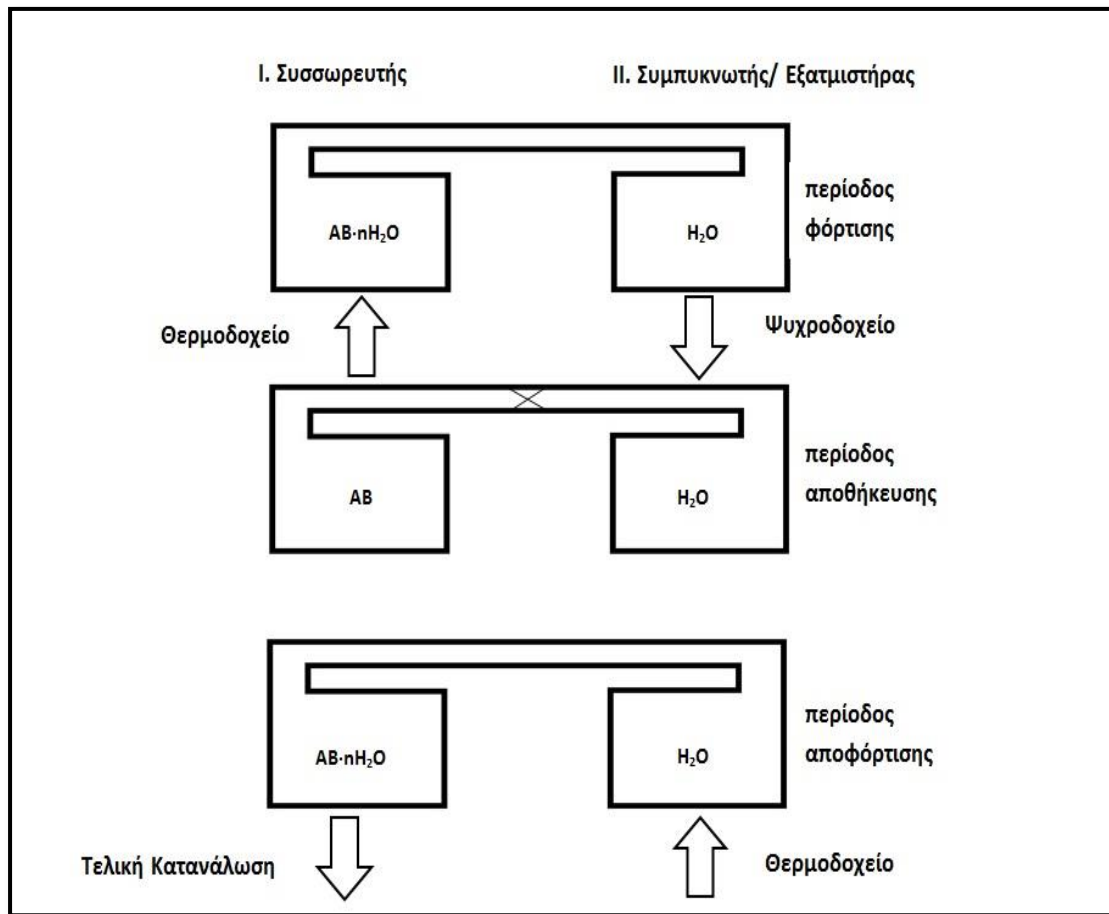 Ι. Συσσωρευτής
ΙΙ. Συμπυκνωτής/ Εξατμιστήρας
περίοδος
φόρτισης
AB·nH₂O
H₂O
Θερμοδοχείο
Ψυχροδοχείο
περίοδος
αποθήκευσης
AB
H₂O
περίοδος
αποφόρτισης
AB·nH₂O
H₂O
Τελική Κατανάλωση
Θερμοδοχείο